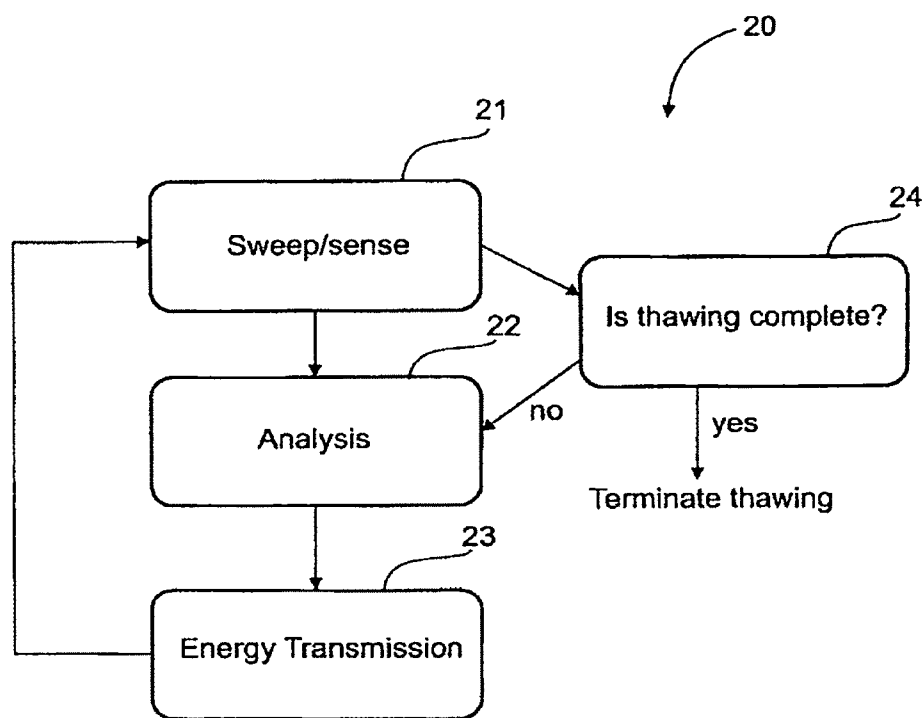 20
21
Sweep/sense
24
Is thawing complete?
22
Analysis
no
yes
Terminate thawing
23
Energy Transmission